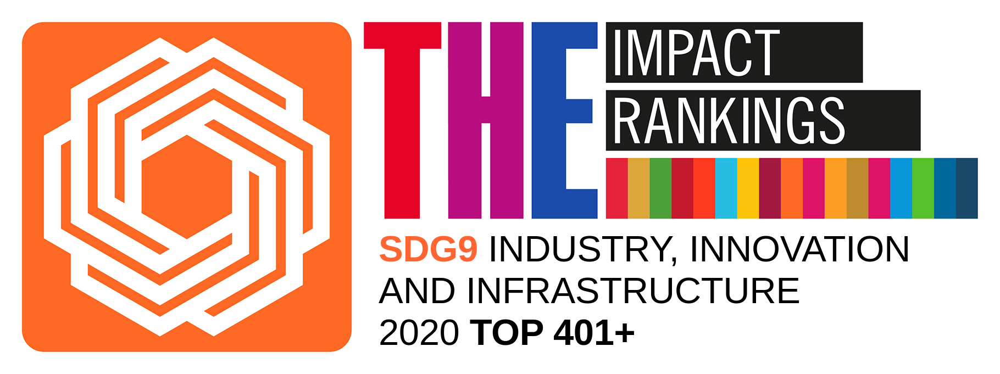 THE IMPACT
RANKINGS
SDG9 INDUSTRY, INNOVATION
AND INFRASTRUCTURE
2020 TOP 401+